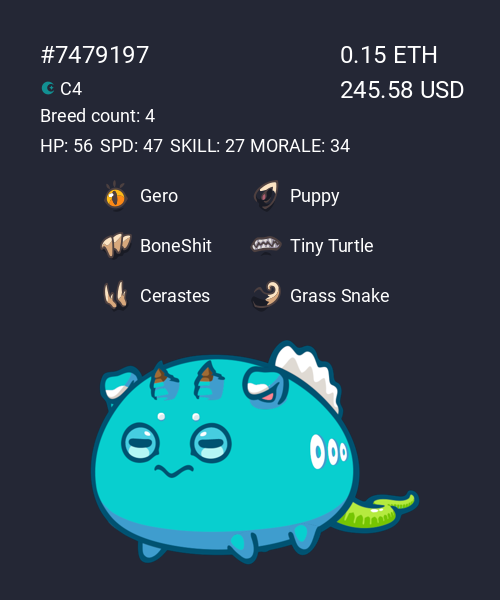 #7479197 0.15 ETH
C4 245.58 USD
Breed count: 4
HP: 56 SPD: 47 SKILL: 27 MORALE: 34
Gero Puppy
BoneShit Tiny Turtle
Cerastes Grass Snake